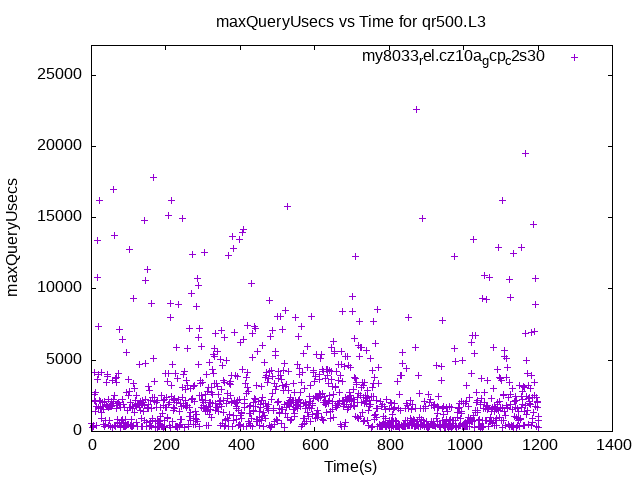 maxQueryUsecs vs Time for qr500.L3
my8033rel.cz10agcpc2s30
25000
20000
15000
10000
5000
0
maxQueryUsecs
0 200 400 600 800 1000 1200 1400
Time(s)